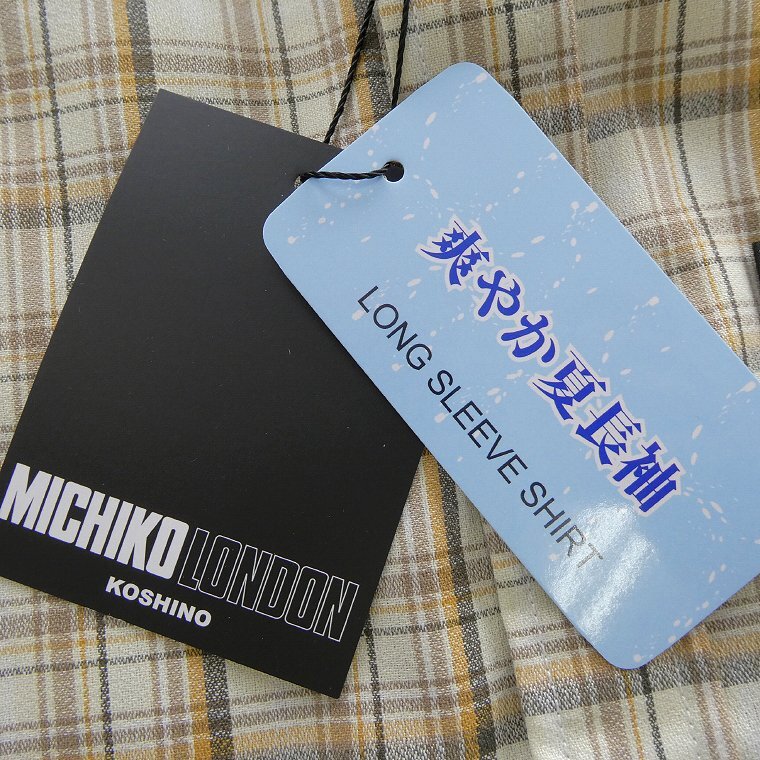 MICHIKO LONDON
KOSHINO
爽やか夏長袖
LONG SLEEVE SHIRT